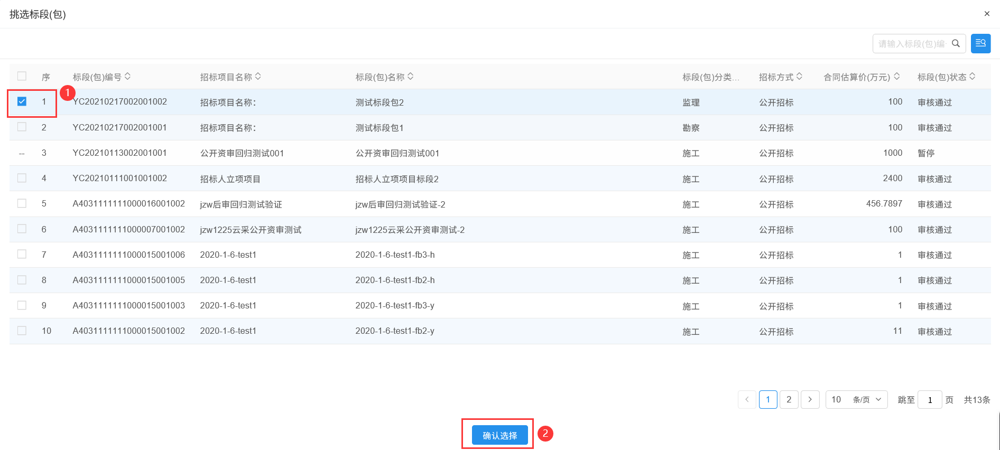 挑选标段(包)
×
请输入标段(包)编
序 标段(包)编号 招标项目名称 标段(包)名称 标段(包)分类... 招标方式 合同估算价(万元) 标段(包)状态
1
1 YC20210217002001002 招标项目名称: 测试标段包2 监理 公开招标 100 审核通过
2 YC20210217002001001 招标项目名称: 测试标段包1 勘察 公开招标 100 审核通过
-- 3 YC20210113002001001 公开资审回归测试001 公开资审回归测试001 施工 公开招标 1000 暂停
4 YC20210111001001002 招标人立项项目 招标人立项项目标段2 施工 公开招标 2400 审核通过
5 A4031111111000016001002 jzw后审回归测试验证 jzw后审回归测试验证-2 施工 公开招标 456.7897 审核通过
6 A4031111111000007001002 jzw1225云采公开资审测试 jzw1225云采公开资审测试-2 施工 公开招标 100 审核通过
7 A4031111111000015001006 2020-1-6-test1 2020-1-6-test1-fb3-h 施工 公开招标 1 审核通过
8 A4031111111000015001005 2020-1-6-test1 2020-1-6-test1-fb2-h 施工 公开招标 1 审核通过
9 A4031111111000015001003 2020-1-6-test1 2020-1-6-test1-fb3-y 施工 公开招标 1 审核通过
10 A4031111111000015001002 2020-1-6-test1 2020-1-6-test1-fb2-y 施工 公开招标 11 审核通过
1 2 10 条/页 跳至 1 页 共13条
确认选择 2